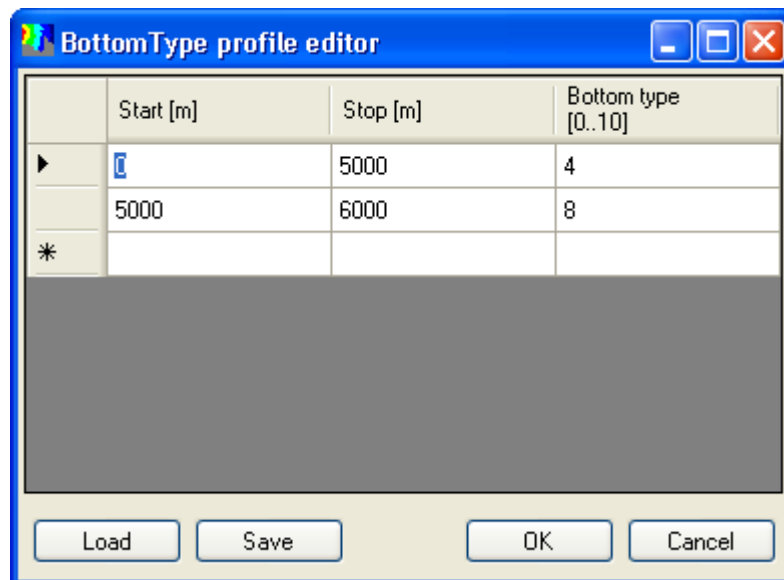 BottomType profile editor
Start [m] Stop [m] Bottom type
[0..10]
0 5000 4
5000 6000 8
Load Save OK Cancel